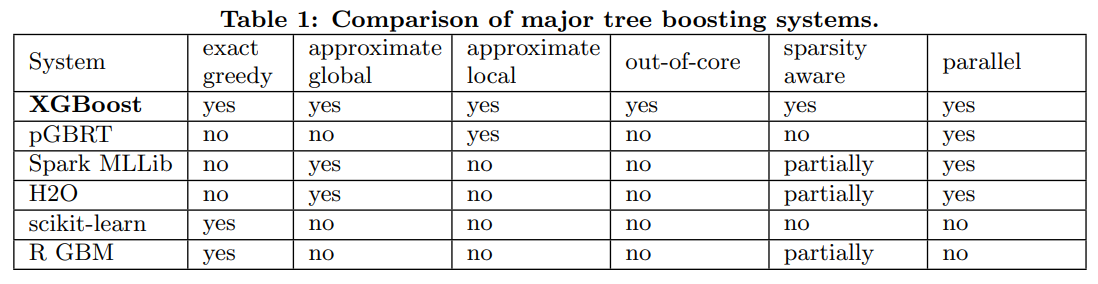 Table 1: Comparison of major tree boosting systems.
System exact greedy approximate global approximate local out-of-core sparsity aware parallel
XGBoost yes yes yes yes yes yes
pGBRT no no yes no no yes
Spark MLLib no yes no no partially yes
H2O no yes no no partially yes
scikit-learn yes no no no no no
R GBM yes no no no partially no